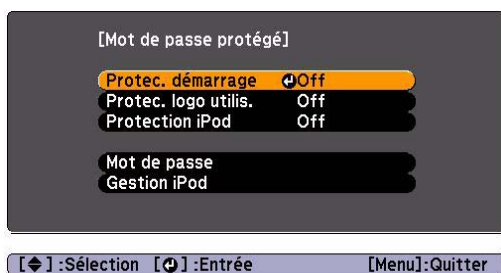 [Mot de passe protégé]
Protec. démarrage Off
Protec. logo utilis. Off
Protection iPod Off
Mot de passe
Gestion iPod
[ ] :Sélection [ ] :Entrée [Menu]:Quitter